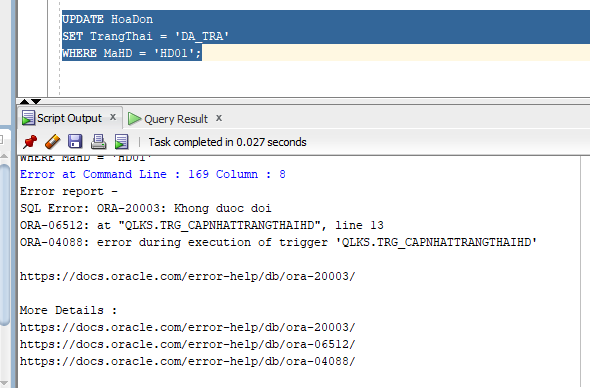 UPDATE HoaDon
SET TrangThai = 'DA_TRA'
WHERE MaHD = 'HD01';
Script Output x Query Result x
Task completed in 0.027 seconds
WHERE MaHD = 'HD01'
Error at Command Line : 169 Column : 8
Error report -
SQL Error: ORA-20003: Khong duoc doi
ORA-06512: at "QLKS.TRG_CAPNHATTRANGTHAIHD", line 13
ORA-04088: error during execution of trigger 'QLKS.TRG_CAPNHATTRANGTHAIHD'
https://docs.oracle.com/error-help/db/ora-20003/
More Details :
https://docs.oracle.com/error-help/db/ora-20003/
https://docs.oracle.com/error-help/db/ora-06512/
https://docs.oracle.com/error-help/db/ora-04088/